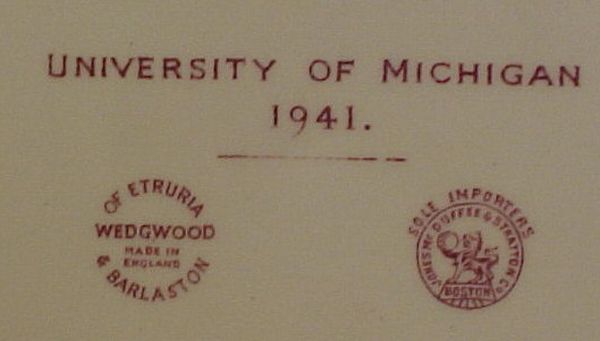 UNIVERSITY OF MICHIGAN
1941.
OF ETRURIA
WEDGWOOD
MADE IN
ENGLAND
& BARLASTON
SOLE IMPORTERS
JONES MCDUFFEE & STRATTON CO
BOSTON